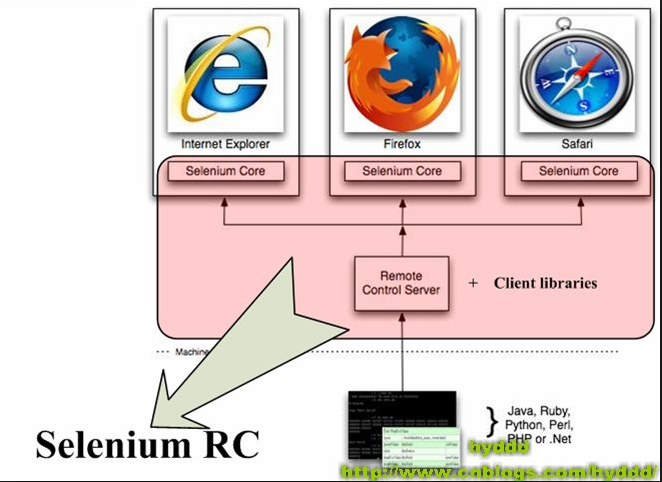 Internet Explorer
Firefox
Safari
Selenium Core
Selenium Core
Selenium Core
Remote
Control Server
+ Client libraries
Machine
Selenium RC
Java, Ruby,
Python, Perl,
PHP or .Net
hyddd
http://www.cnblogs.com/hyddd/